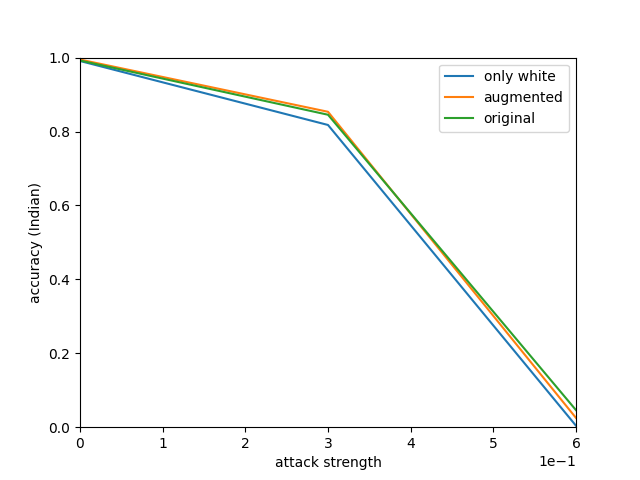 1.0
0.8
0.6
0.4
0.2
0.0
accuracy (Indian)
only white
augmented
original
0 1 2 3 4 5 6
attack strength
1e−1